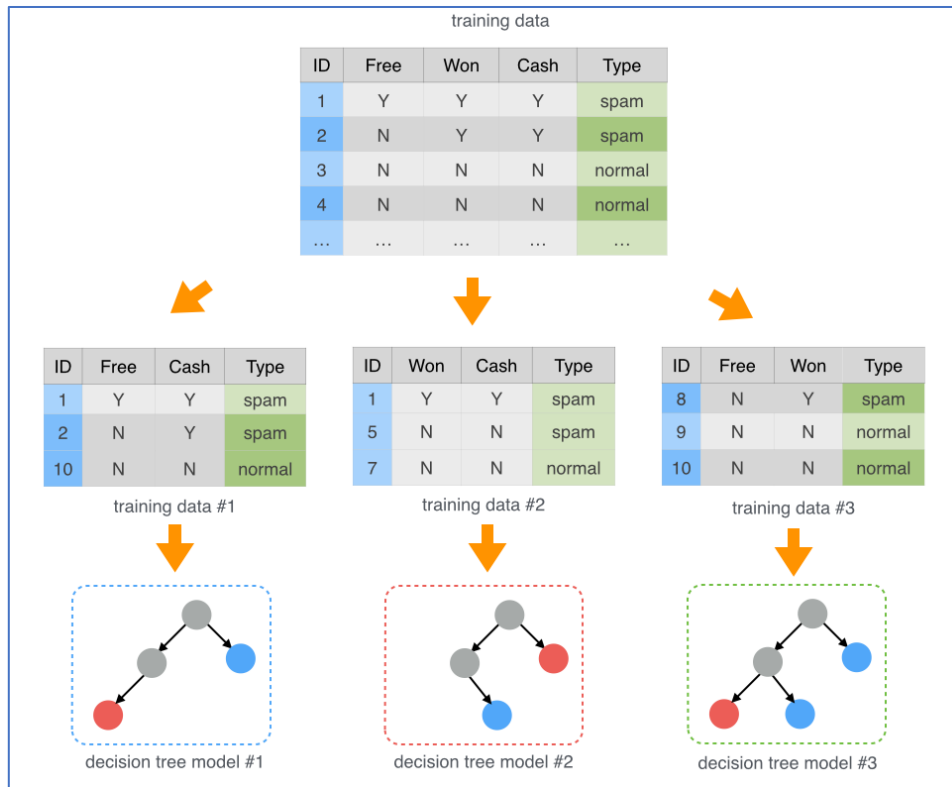 training data
ID Free Won Cash Type
1 Y Y Y spam
2 N Y Y spam
3 N N N normal
4 N N N normal
... ... ... ... ...
ID Free Cash Type
1 Y Y spam
2 N Y spam
10 N N normal
training data #1
ID Won Cash Type
1 Y Y spam
5 N N spam
7 N N normal
training data #2
ID Free Won Type
8 N Y spam
9 N N normal
10 N N normal
training data #3
decision tree model #1
decision tree model #2
decision tree model #3